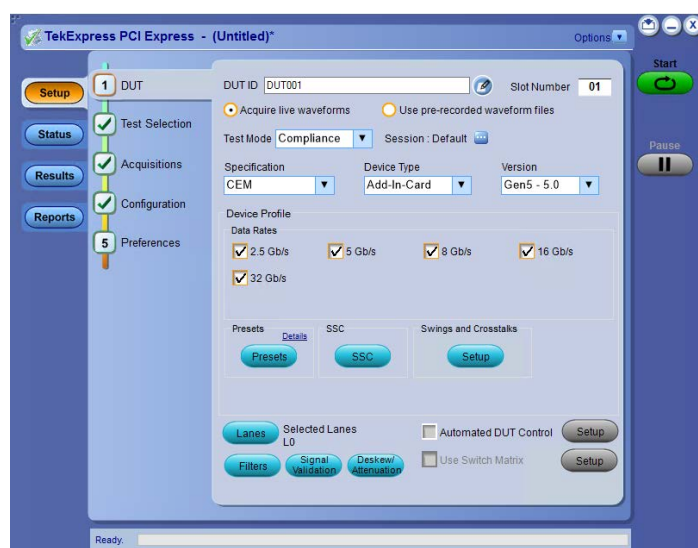 TekExpress PCI Express - (Untitled)*
Options
Start
Pause
Setup
Status
Results
Reports
1 DUT
Test Selection
Acquisitions
Configuration
5 Preferences
DUT ID DUT001
Slot Number 01
Acquire live waveforms
Use pre-recorded waveform files
Test Mode Compliance
Session : Default
Specification
Device Type
Version
CEM
Add-In-Card
Gen5 - 5.0
Device Profile
Data Rates
2.5 Gb/s
5 Gb/s
8 Gb/s
16 Gb/s
32 Gb/s
Presets
Details
SSC
Swings and Crosstalks
Presets
SSC
Setup
Lanes
Selected Lanes
L0
Automated DUT Control
Setup
Filters
Signal
Validation
Deskew/
Attenuation
Use Switch Matrix
Setup
Ready.